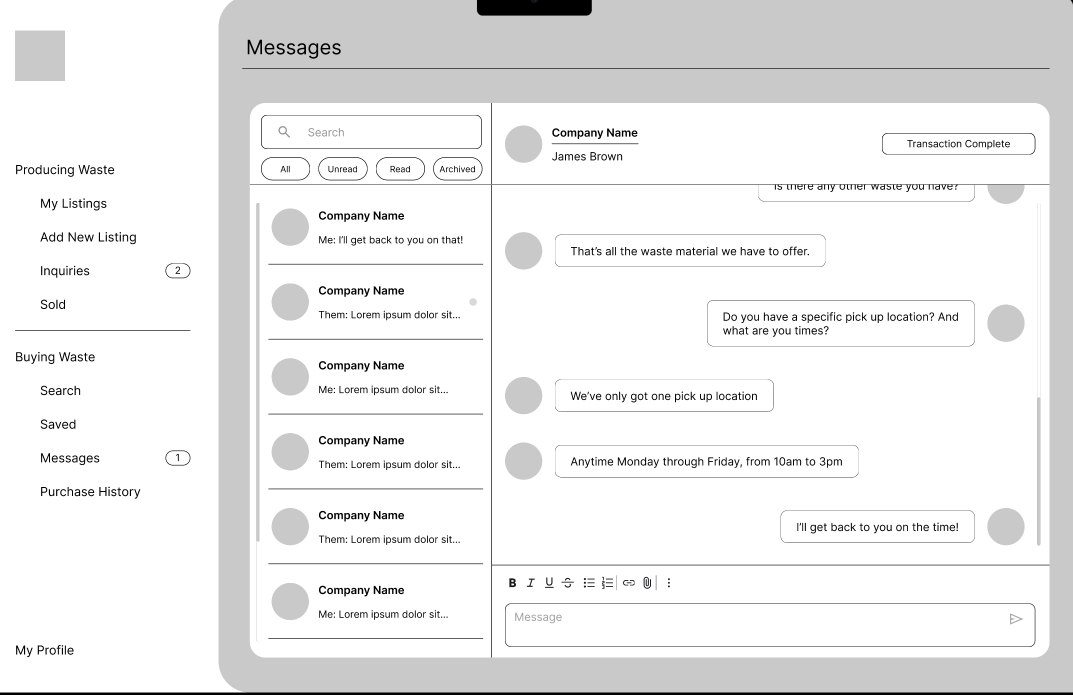 Messages
Producing Waste
My Listings
Add New Listing
Inquiries 2
Sold
Buying Waste
Search
Saved
Messages 1
Purchase History
My Profile
Search
All Unread Read Archived
Company Name
Me: I’ll get back to you on that!
Company Name
Them: Lorem ipsum dolor sit...
Company Name
Me: Lorem ipsum dolor sit...
Company Name
Them: Lorem ipsum dolor sit...
Company Name
Them: Lorem ipsum dolor sit...
Company Name
Me: Lorem ipsum dolor sit...
Company Name
James Brown
Transaction Complete
Is there any other waste you have?
That’s all the waste material we have to offer.
Do you have a specific pick up location? And
what are you times?
We’ve only got one pick up location
Anytime Monday through Friday, from 10am to 3pm
I’ll get back to you on the time!
B I U S
Message